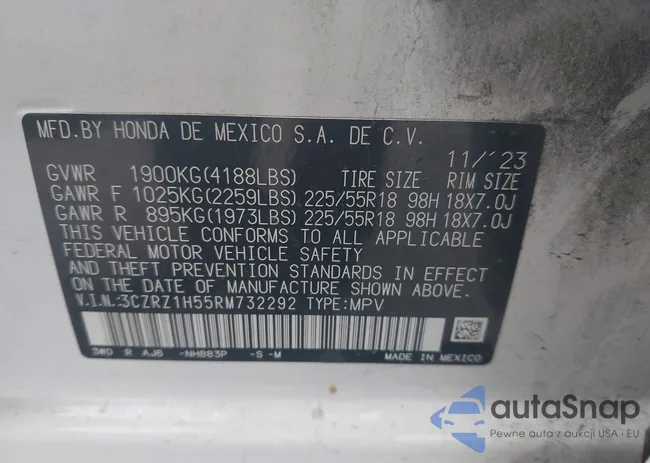 MFD.BY HONDA DE MEXICO S.A. DE C.V.
11/´23
GVWR 1900KG(4188LBS) TIRE SIZE RIM SIZE
GAWR F 1025KG(2259LBS) 225/55R18 98H 18X7.0J
GAWR R 895KG(1973LBS) 225/55R18 98H 18X7.0J
THIS VEHICLE CONFORMS TO ALL APPLICABLE
FEDERAL MOTOR VEHICLE SAFETY
AND THEFT PREVENTION STANDARDS IN EFFECT
ON THE DATE OF MANUFACTURE SHOWN ABOVE.
V.I.N.:3CZRZ1H55RM732292 TYPE:MPV
3W0 R AJ6 -NH883P -S -M
MADE IN MEXICO
autaSnap
Pewne auta z aukcji USA i EU